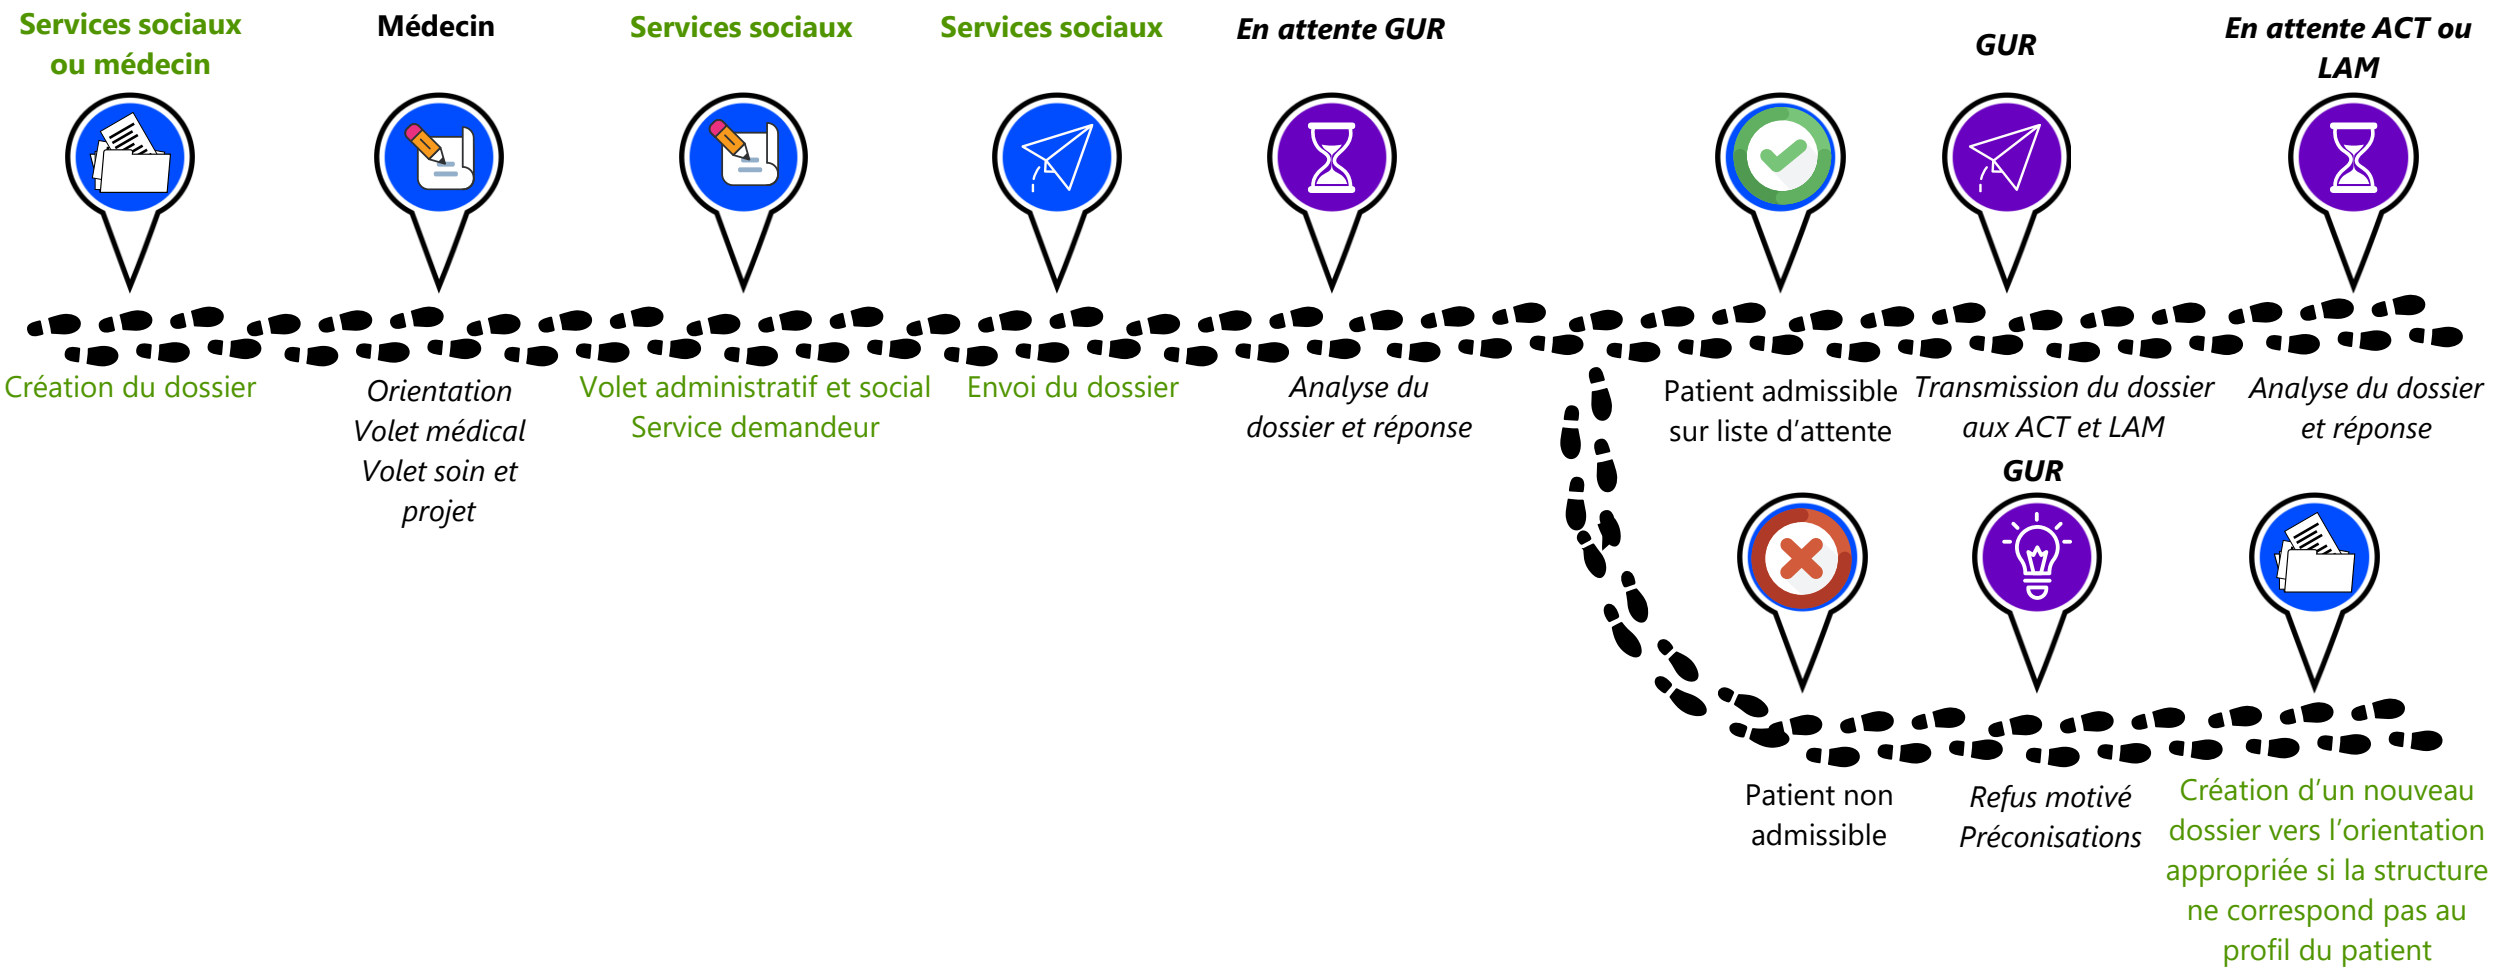 Services sociaux
ou médecin
Médecin
Services sociaux
Services sociaux
En attente GUR
GUR
En attente ACT ou
LAM
Création du dossier
Orientation
Volet médical
Volet soin et
projet
Volet administratif et social
Service demandeur
Envoi du dossier
Analyse du
dossier et réponse
Patient admissible
sur liste d’attente
Transmission du dossier
aux ACT et LAM
Analyse du dossier
et réponse
GUR
Patient non
admissible
Refus motivé
Préconisations
Création d’un nouveau
dossier vers l’orientation
appropriée si la structure
ne correspond pas au
profil du patient